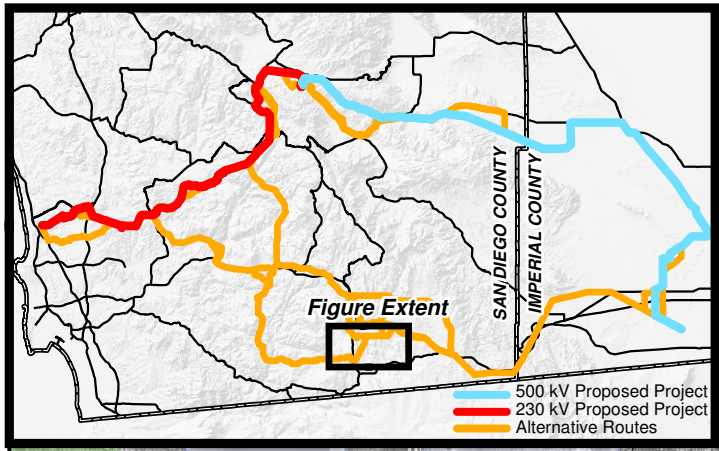 SAN DIEGO COUNTY
IMPERIAL COUNTY
Figure Extent
500 kV Proposed Project
230 kV Proposed Project
Alternative Routes